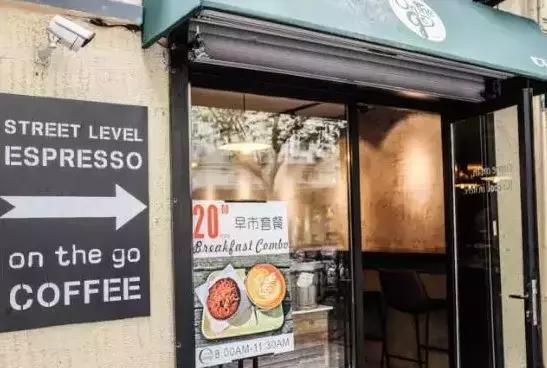 STREET LEVEL
ESPRESSO
on the go
COFFEE
20
早市套餐
Breakfast Combo
8:00AM-11:30AM